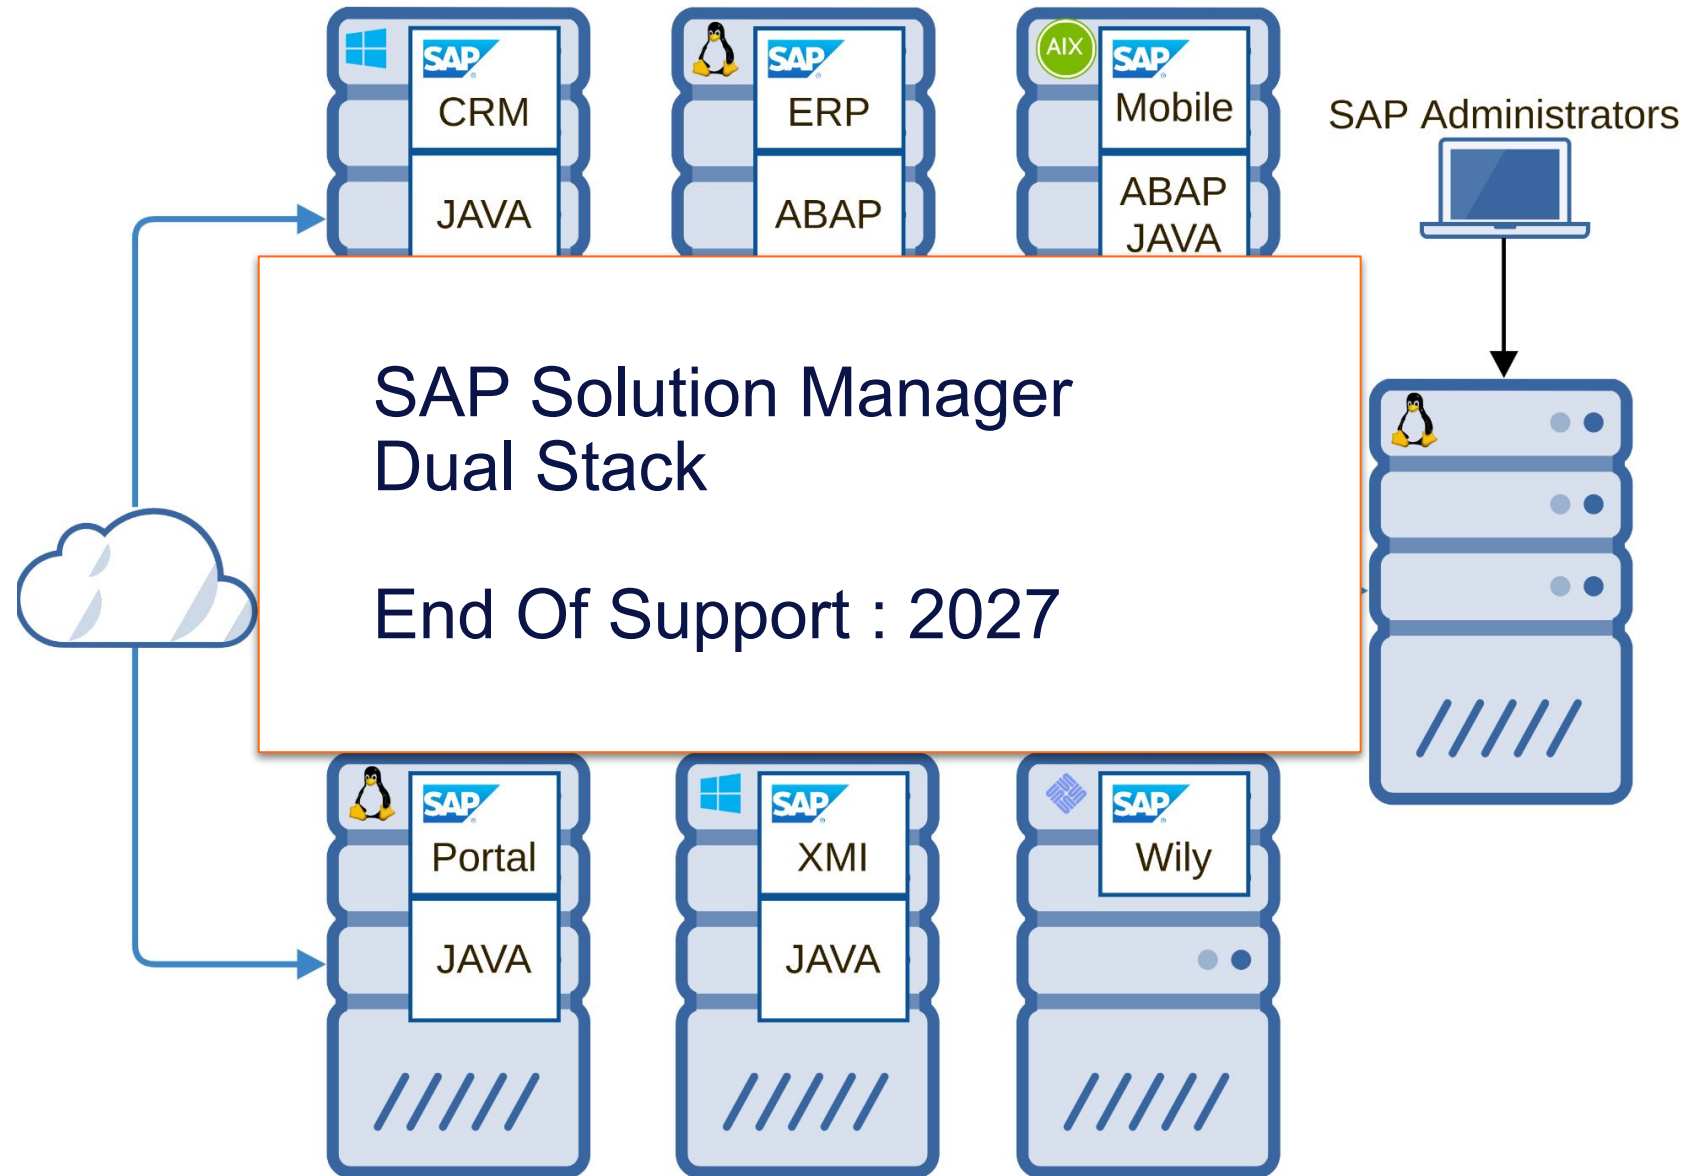 SAP
CRM
JAVA
SAP
ERP
ABAP
AIX
SAP
Mobile
ABAP
JAVA
SAP Administrators
SAP Solution Manager
Dual Stack
End Of Support : 2027
SAP
Portal
JAVA
SAP
XMI
JAVA
SAP
Wily